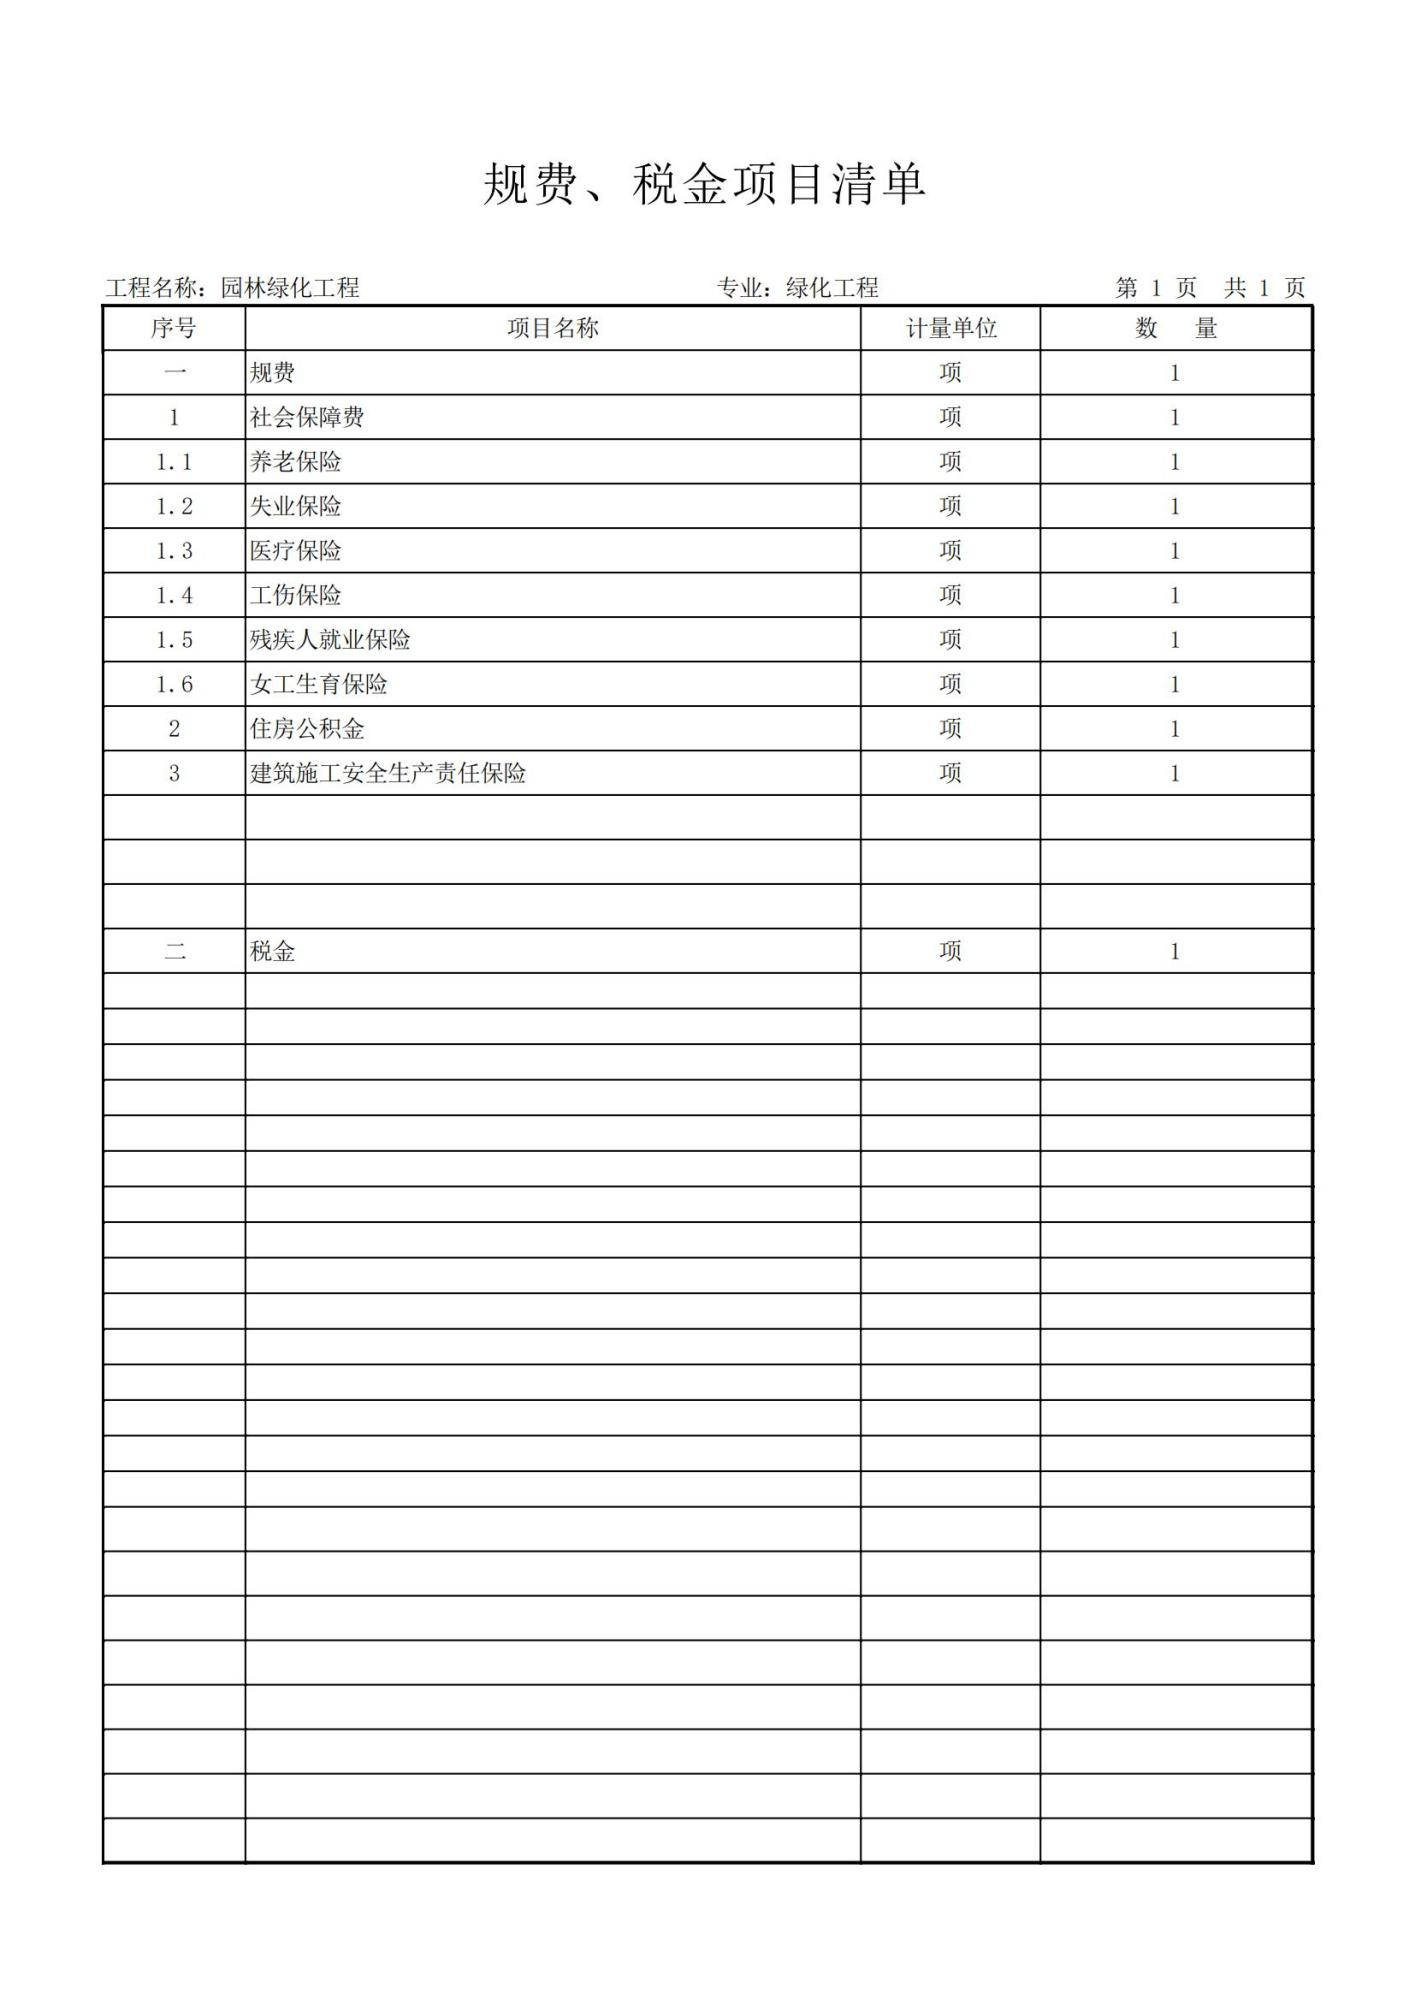 规费、税金项目清单
工程名称：园林绿化工程 专业：绿化工程 第 1 页 共 1 页
序号 项目名称 计量单位 数 量
一 规费 项 1
1 社会保障费 项 1
1.1 养老保险 项 1
1.2 失业保险 项 1
1.3 医疗保险 项 1
1.4 工伤保险 项 1
1.5 残疾人就业保险 项 1
1.6 女工生育保险 项 1
2 住房公积金 项 1
3 建筑施工安全生产责任保险 项 1
二 税金 项 1